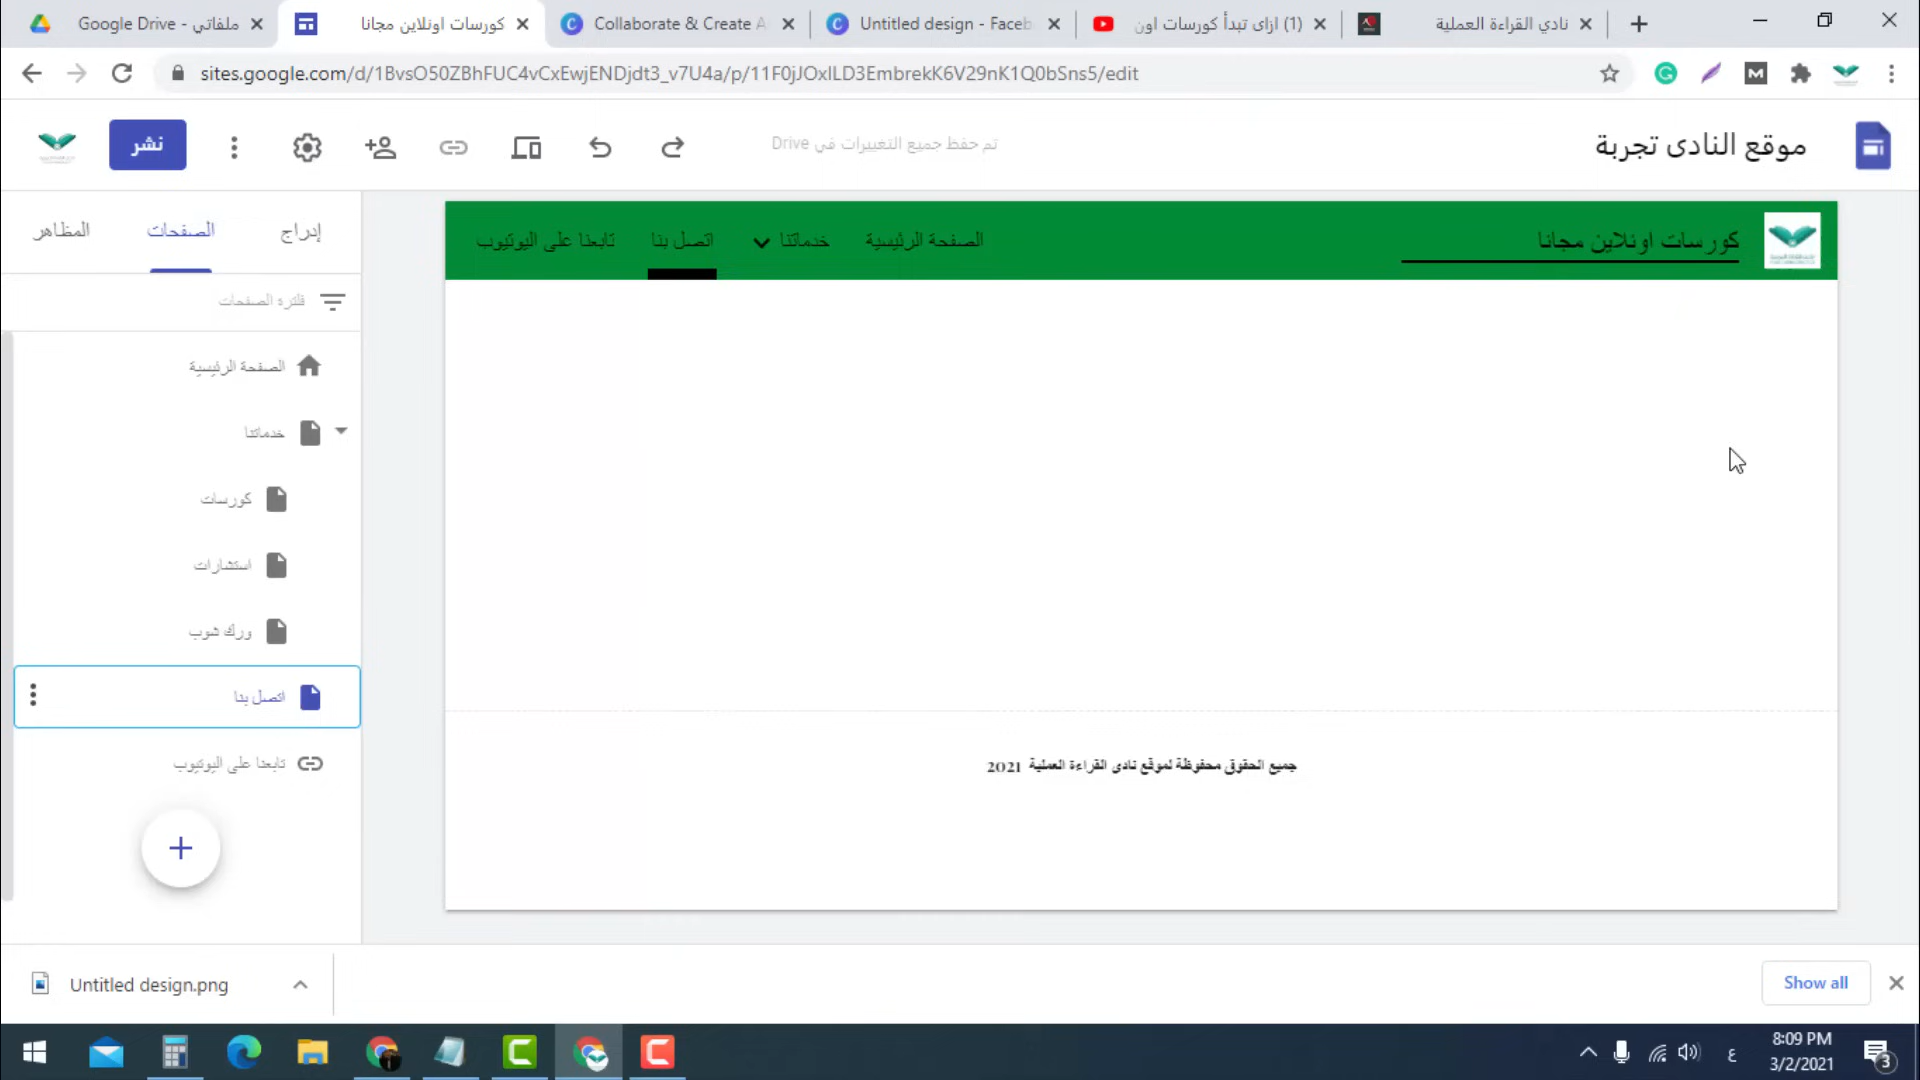 Google Drive - ملفاتي
كورسات اونلاين مجانا
Collaborate & Create A
Untitled design - Faceb
(1) ازاى تبدأ كورسات اون
نادي القراءة العملية
sites.google.com/d/1BvsO50ZBhFUC4vCxEwjENDjdt3_v7U4a/p/11F0jJOxILD3EmbrekK6V29nK1Q0bSns5/edit
موقع النادى تجربة
تم حفظ جميع التغييرات في Drive
نشر
إدراج
الصفحات
المظاهر
فلتره الصفحات
الصفحة الرئيسية
خدماتنا
كورسات
استشارات
ورك شوب
اتصل بنا
تابعنا على اليوتيوب
كورسات اونلاين مجانا
الصفحة الرئيسية
خدماتنا
اتصل بنا
تابعنا على اليوتيوب
جميع الحقوق محفوظة لموقع نادى القراءة العملية 2021
Untitled design.png
Show all
ع
8:09 PM
3/2/2021
3